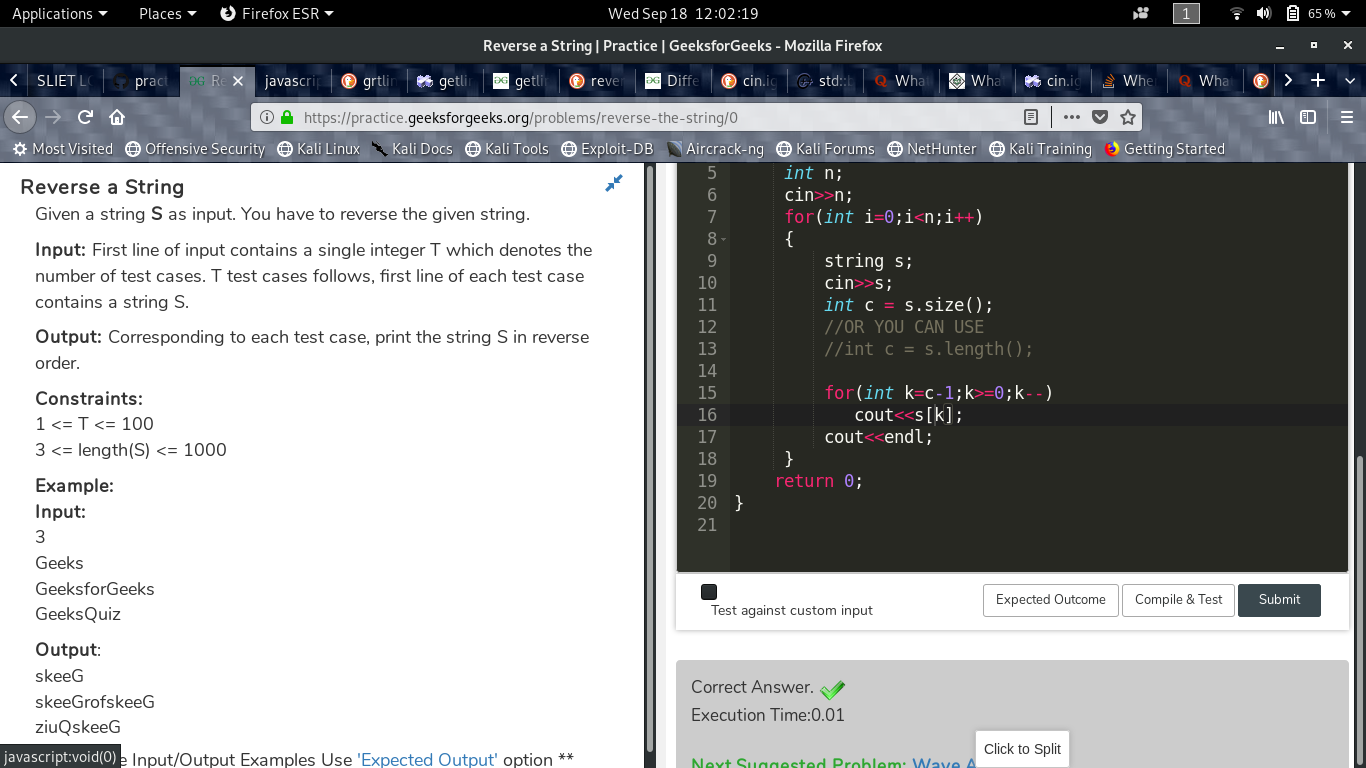 Applications Places Firefox ESR Wed Sep 18 12:02:19 1 65 %
Reverse a String | Practice | GeeksforGeeks - Mozilla Firefox
SLIET pract Re javascri grtlin getlin getlin rever Diffe cin.ig std::b What Wha cin.ig Whe Wha
https://practice.geeksforgeeks.org/problems/reverse-the-string/0
Most Visited Offensive Security Kali Linux Kali Docs Kali Tools Exploit-DB Aircrack-ng Kali Forums NetHunter Kali Training Getting Started
Reverse a String
Given a string S as input. You have to reverse the given string.
Input: First line of input contains a single integer T which denotes the
number of test cases. T test cases follows, first line of each test case
contains a string S.
Output: Corresponding to each test case, print the string S in reverse
order.
Constraints:
1 <= T <= 100
3 <= length(S) <= 1000
Example:
Input:
3
Geeks
GeeksforGeeks
GeeksQuiz
Output:
skeeG
skeeGrofskeeG
ziuQskeeG
javascript:void(0) e Input/Output Examples Use 'Expected Output' option **
5 int n;
6 cin>>n;
7 for(int i=0;i<n;i++)
8 {
9 string s;
10 cin>>s;
11 int c = s.size();
12 //OR YOU CAN USE
13 //int c = s.length();
14
15 for(int k=c-1;k>=0;k--)
16 cout<<s[k];
17 cout<<endl;
18 }
19 return 0;
20 }
21
Test against custom input
Expected Outcome Compile & Test Submit
Correct Answer.
Execution Time:0.01
Click to Split
Next Suggested Problem: Wave A